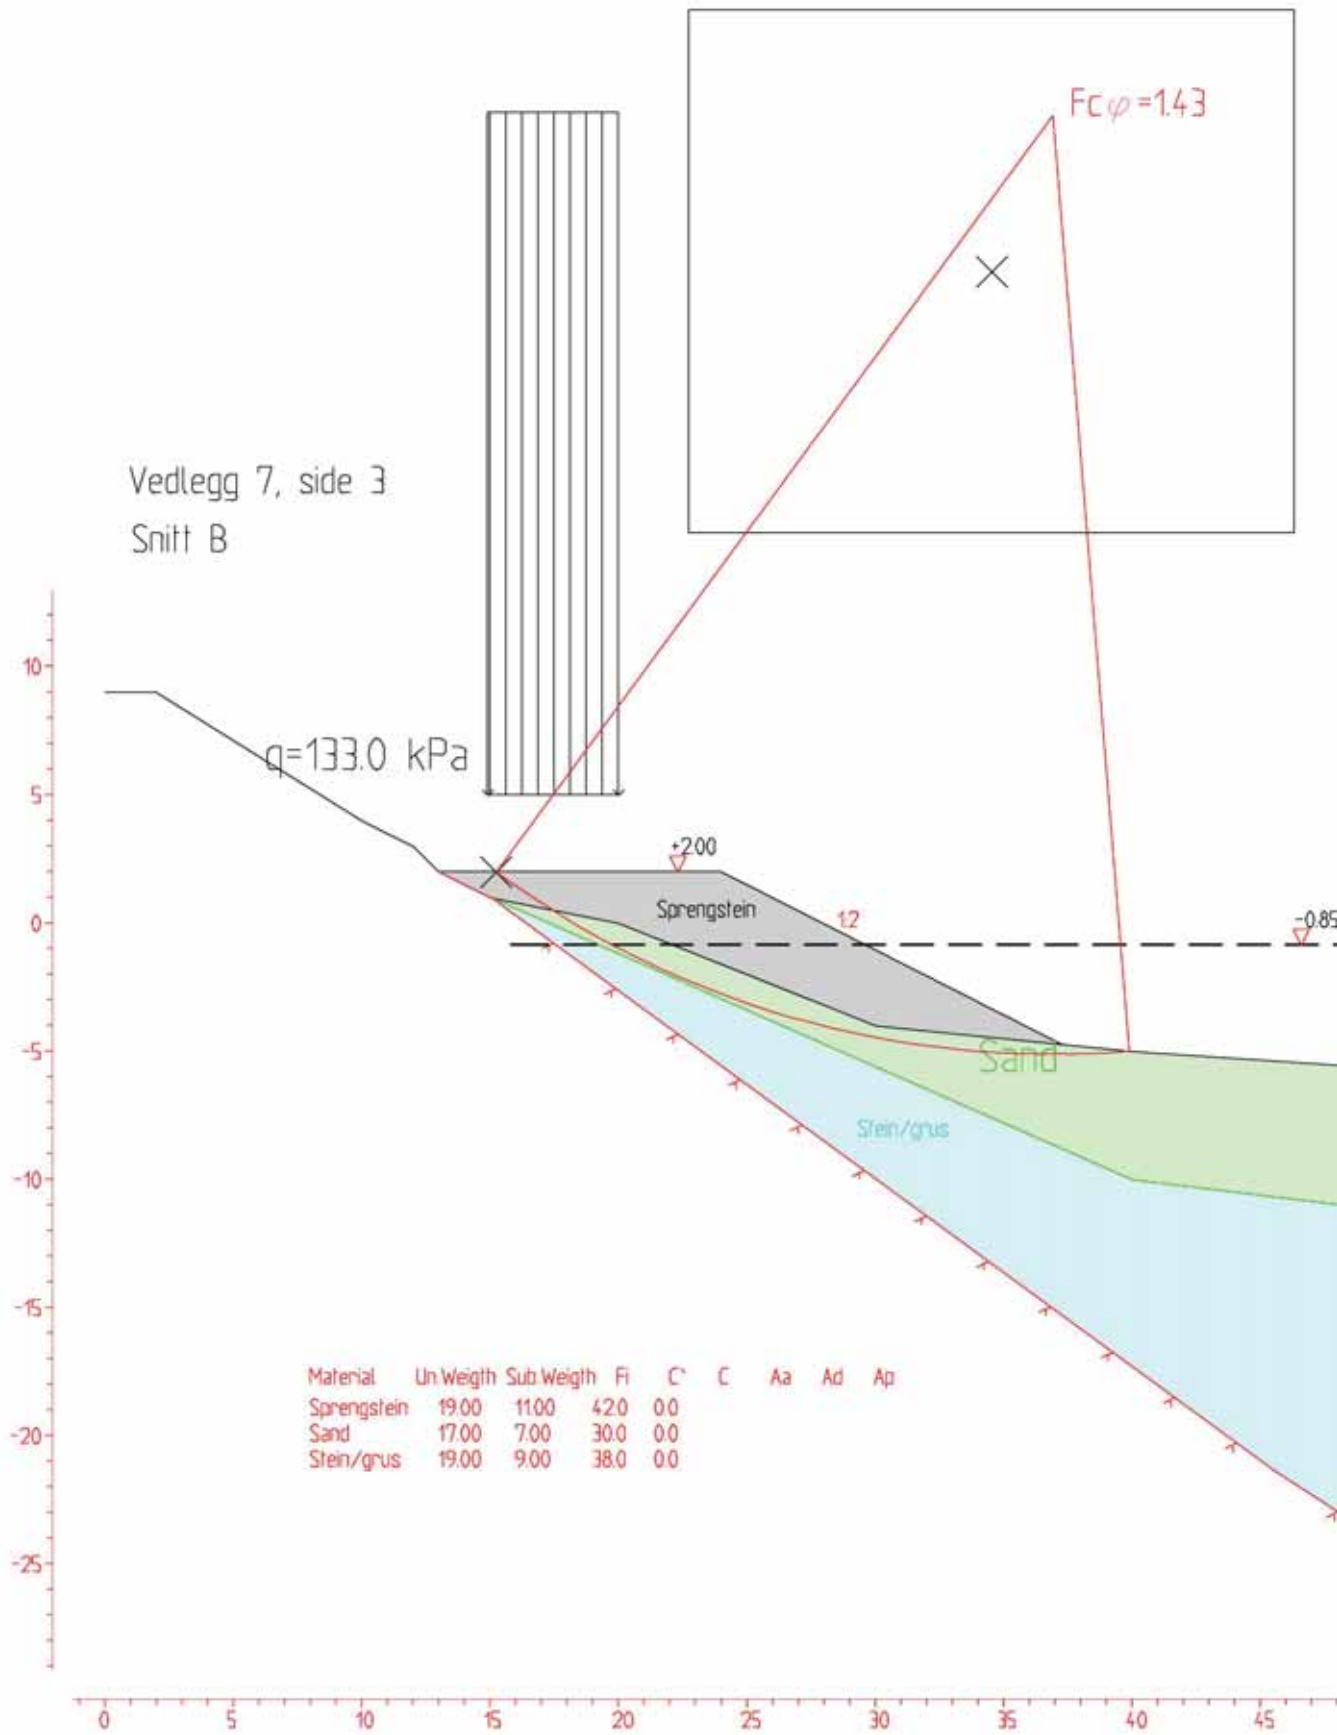 Fcφ=1.43
Vedlegg 7, side 3
Snitt B
q=133.0 kPa
+2.00
Sprengstein
1:2
-0.85
Sand
Stein/grus
Material Un.Weigth Sub.Weigth Fi C' C Aa Ad Ap
Sprengstein 19.00 11.00 42.0 0.0
Sand 17.00 7.00 30.0 0.0
Stein/grus 19.00 9.00 38.0 0.0
10
5
0
-5
-10
-15
-20
-25
0 5 10 15 20 25 30 35 40 45